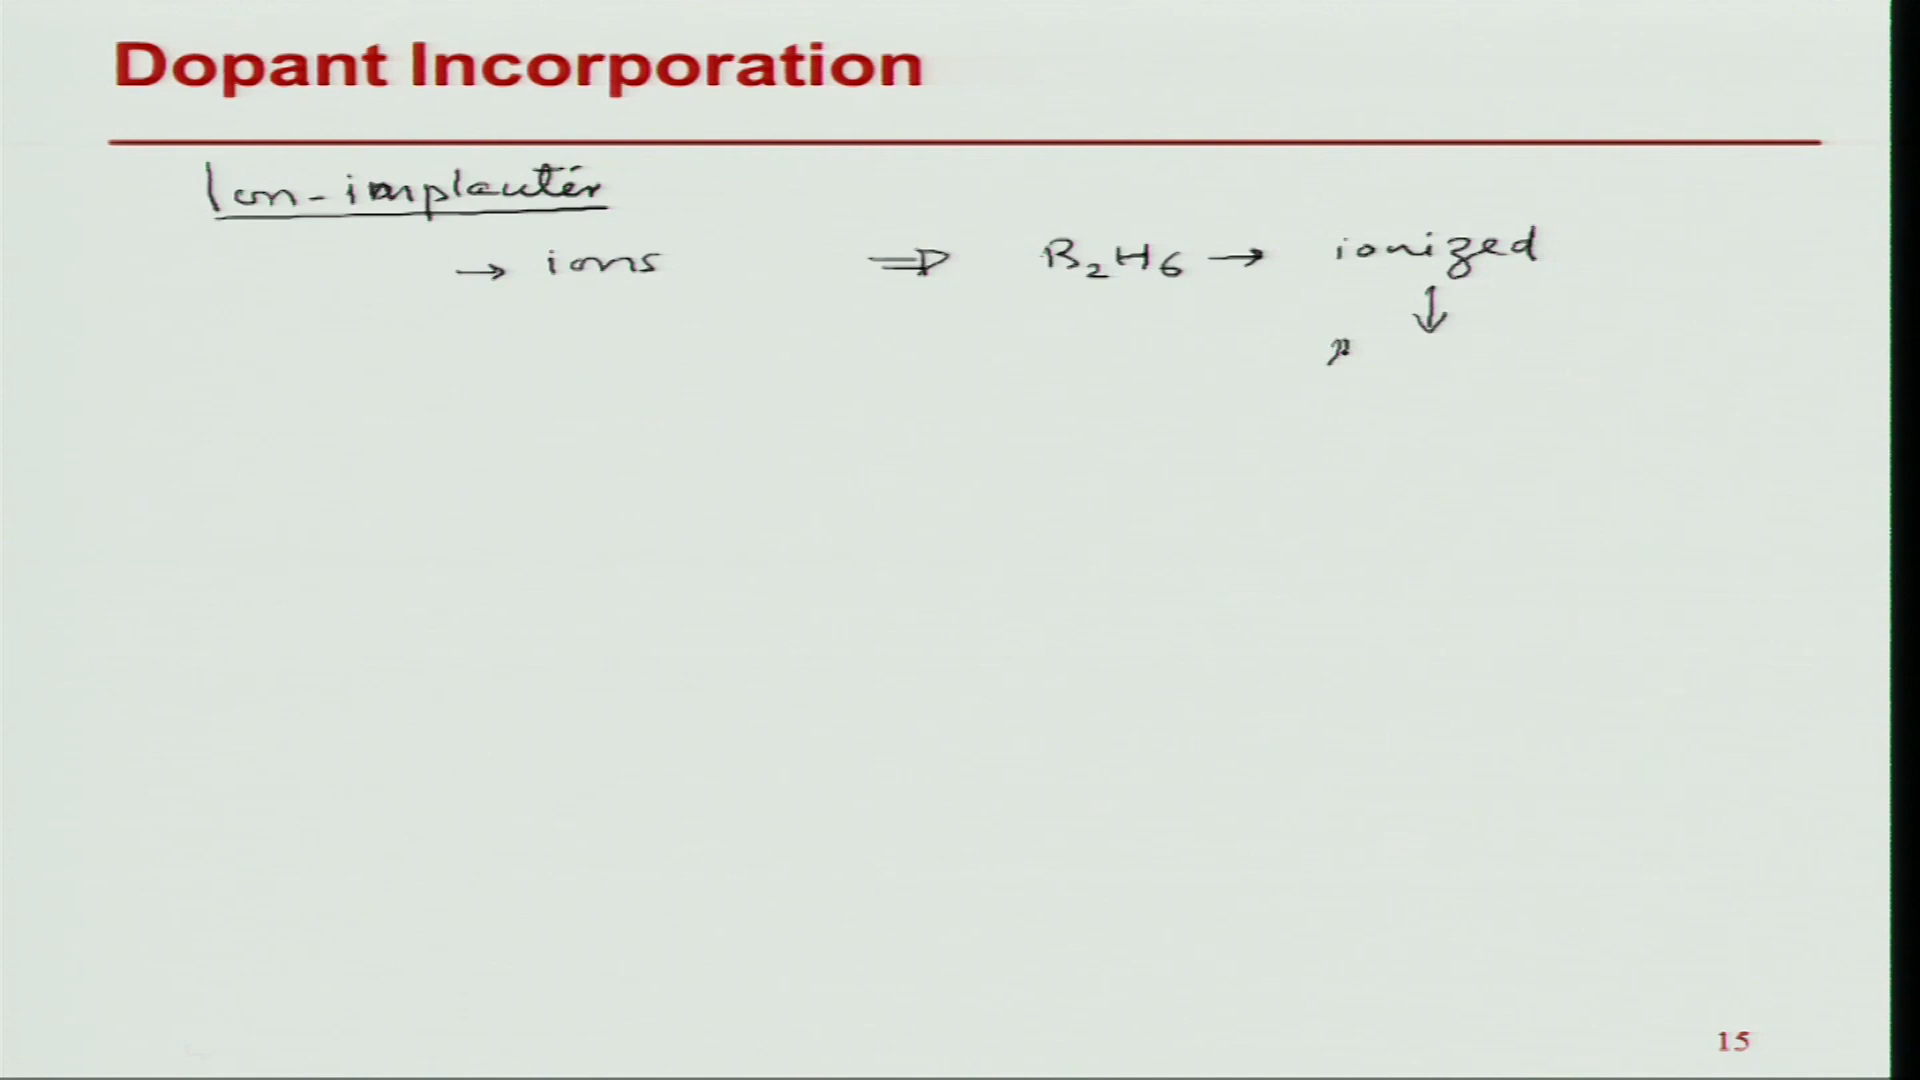 Dopant Incorporation
Ion-implanter
→ ions ⇒ B₂H₆ → ionized
↓
15